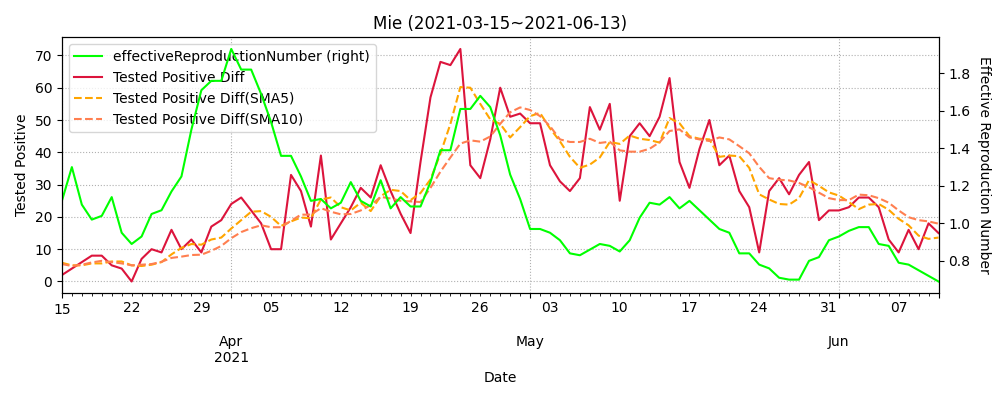 Mie (2021-03-15~2021-06-13)
effectiveReproductionNumber (right)
Tested Positive Diff
Tested Positive Diff(SMA5)
Tested Positive Diff(SMA10)
Tested Positive
70
60
50
40
30
20
10
0
1.8
1.6
1.4
1.2
1.0
0.8
Effective Reproduction Number
15 22 29 05 12 19 26 03 10 17 24 31 07
Apr May Jun
2021
Date